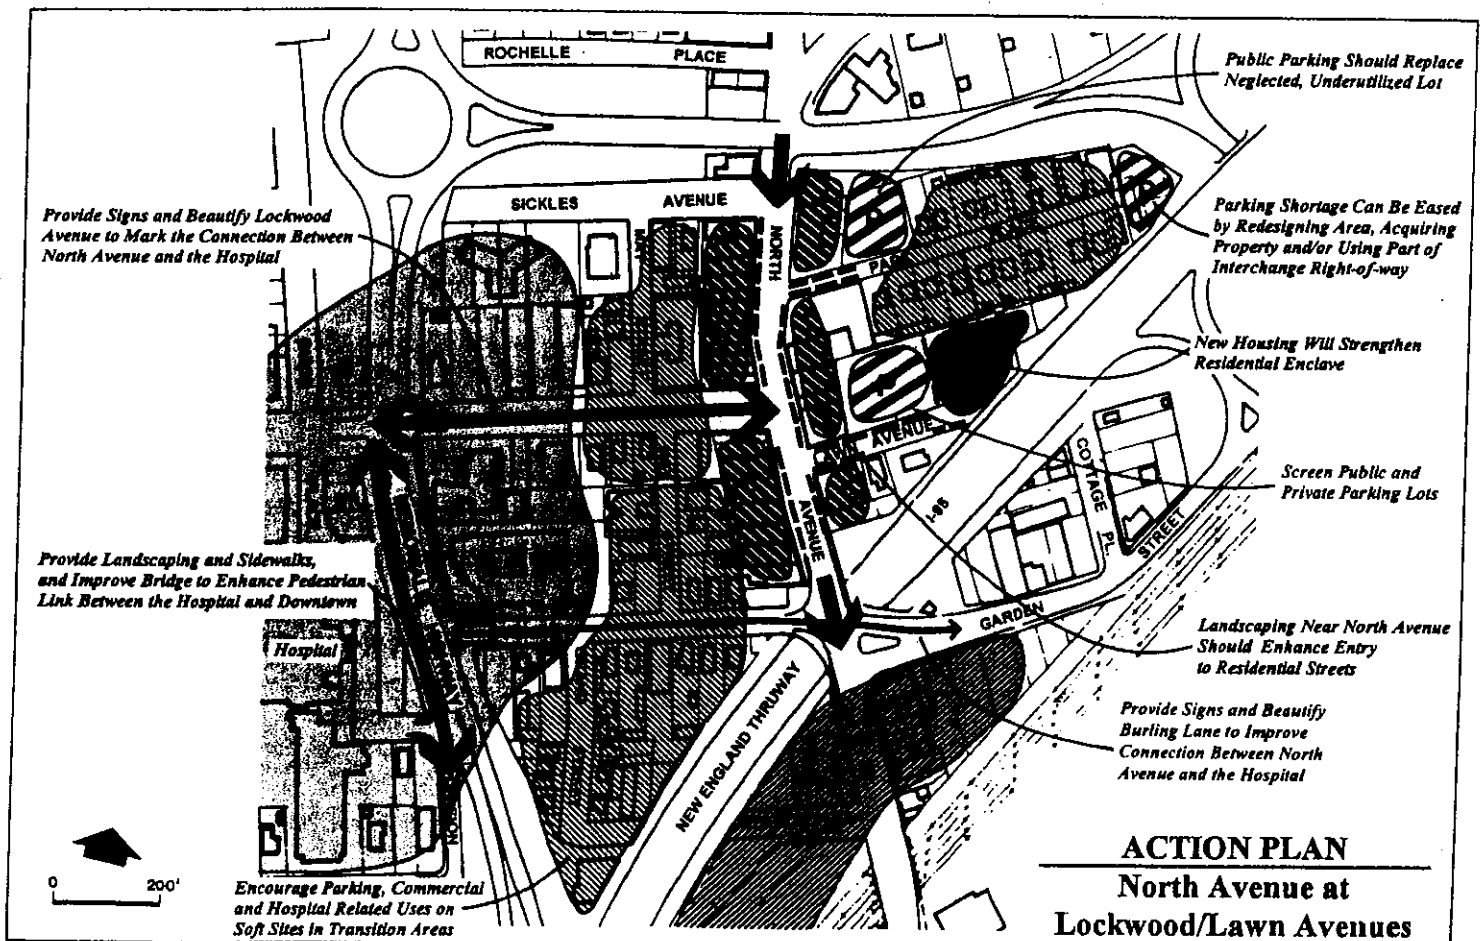 ROCHELLE PLACE
Public Parking Should Replace
Neglected, Underutilized Lot
SICKLES AVENUE
Provide Signs and Beautify Lockwood
Avenue to Mark the Connection Between
North Avenue and the Hospital
Parking Shortage Can Be Eased
by Redesigning Area, Acquiring
Property and/or Using Part of
Interchange Right-of-way
NORTH
New Housing Will Strengthen
Residential Enclave
AVENUE
COTTAGE PL.
Screen Public and
Private Parking Lots
I-95
AVENUE
STREET
Provide Landscaping and Sidewalks,
and Improve Bridge to Enhance Pedestrian
Link Between the Hospital and Downtown
GARDEN
Hospital
Landscaping Near North Avenue
Should Enhance Entry
to Residential Streets
NEW ENGLAND THRUWAY
Provide Signs and Beautify
Burling Lane to Improve
Connection Between North
Avenue and the Hospital
0 200'
Encourage Parking, Commercial
and Hospital Related Uses on
Soft Sites in Transition Areas
ACTION PLAN
North Avenue at
Lockwood/Lawn Avenues